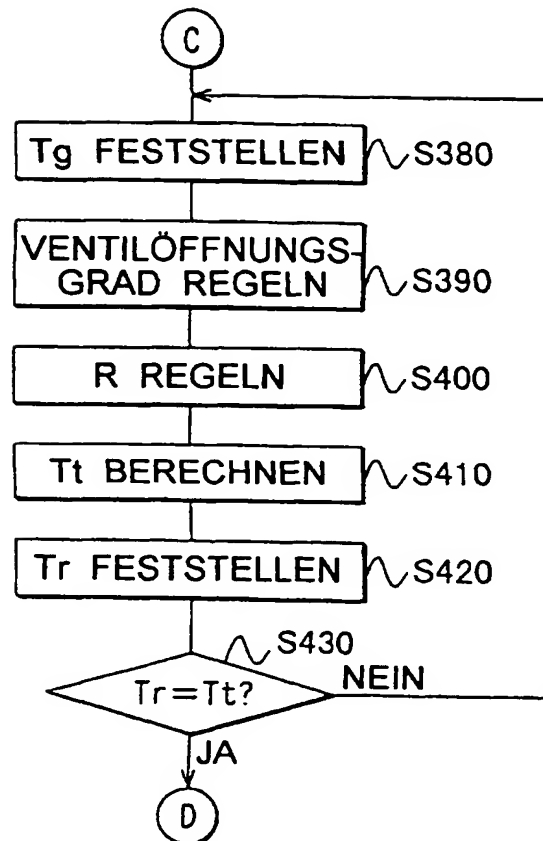 C
Tg FESTSTELLEN
S380
VENTILÖFFNUNGS-
GRAD REGELN
S390
R REGELN
S400
Tt BERECHNEN
S410
Tr FESTSTELLEN
S420
S430
Tr=Tt?
NEIN
JA
D